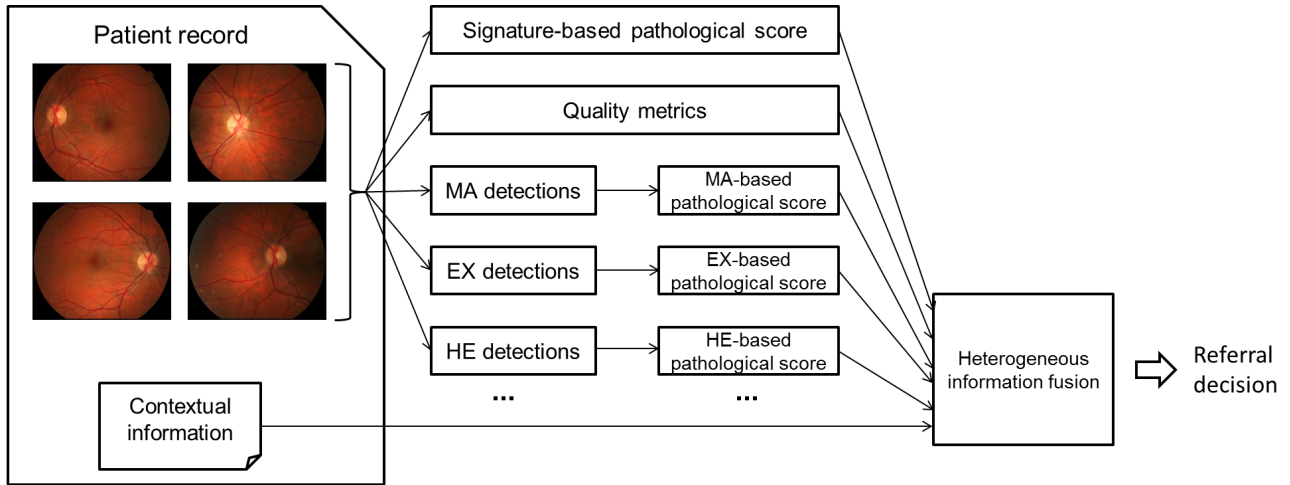 Patient record
Signature-based pathological score
Quality metrics
MA detections
MA-based
pathological score
EX detections
EX-based
pathological score
HE detections
HE-based
pathological score
...
...
Contextual
information
Heterogeneous
information fusion
Referral
decision